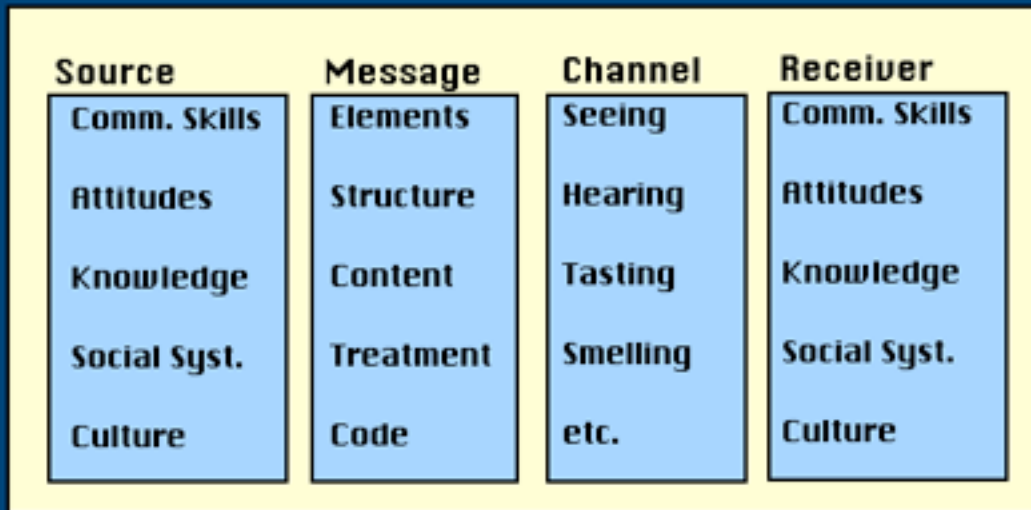 Source
Comm. Skills
Attitudes
Knowledge
Social Syst.
Culture
Message
Elements
Structure
Content
Treatment
Code
Channel
Seeing
Hearing
Tasting
Smelling
etc.
Receiver
Comm. Skills
Attitudes
Knowledge
Social Syst.
Culture